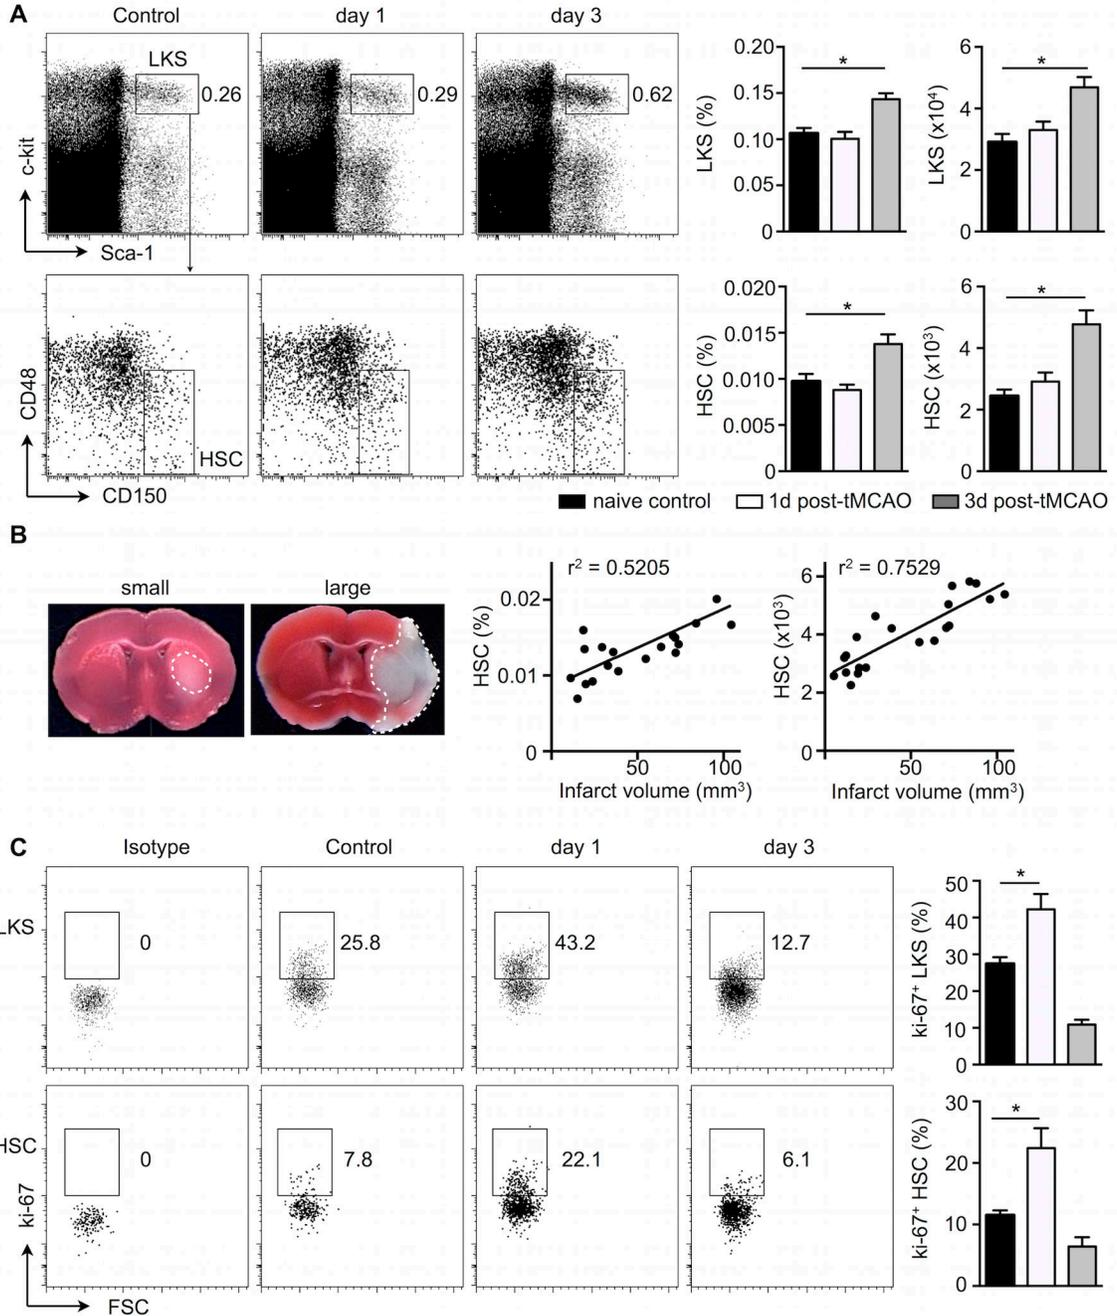 A
Control
day 1
day 3
LKS
0.26
0.29
0.62
c-kit
Sca-1
LKS (%)
0.20
0.15
0.10
0.05
0
*
LKS (x10⁴)
6
4
2
0
*
CD48
HSC
CD150
HSC (%)
0.020
0.015
0.010
0.005
0
*
HSC (x10³)
6
4
2
0
*
naive control
1d post-tMCAO
3d post-tMCAO
B
small
large
r² = 0.5205
HSC (%)
0.02
0.01
0
50
100
Infarct volume (mm³)
r² = 0.7529
HSC (x10³)
6
4
2
0
50
100
Infarct volume (mm³)
C
Isotype
Control
day 1
day 3
LKS
0
25.8
43.2
12.7
ki-67⁺ LKS (%)
50
40
30
20
10
0
*
HSC
0
7.8
22.1
6.1
ki-67
FSC
ki-67⁺ HSC (%)
30
20
10
0
*